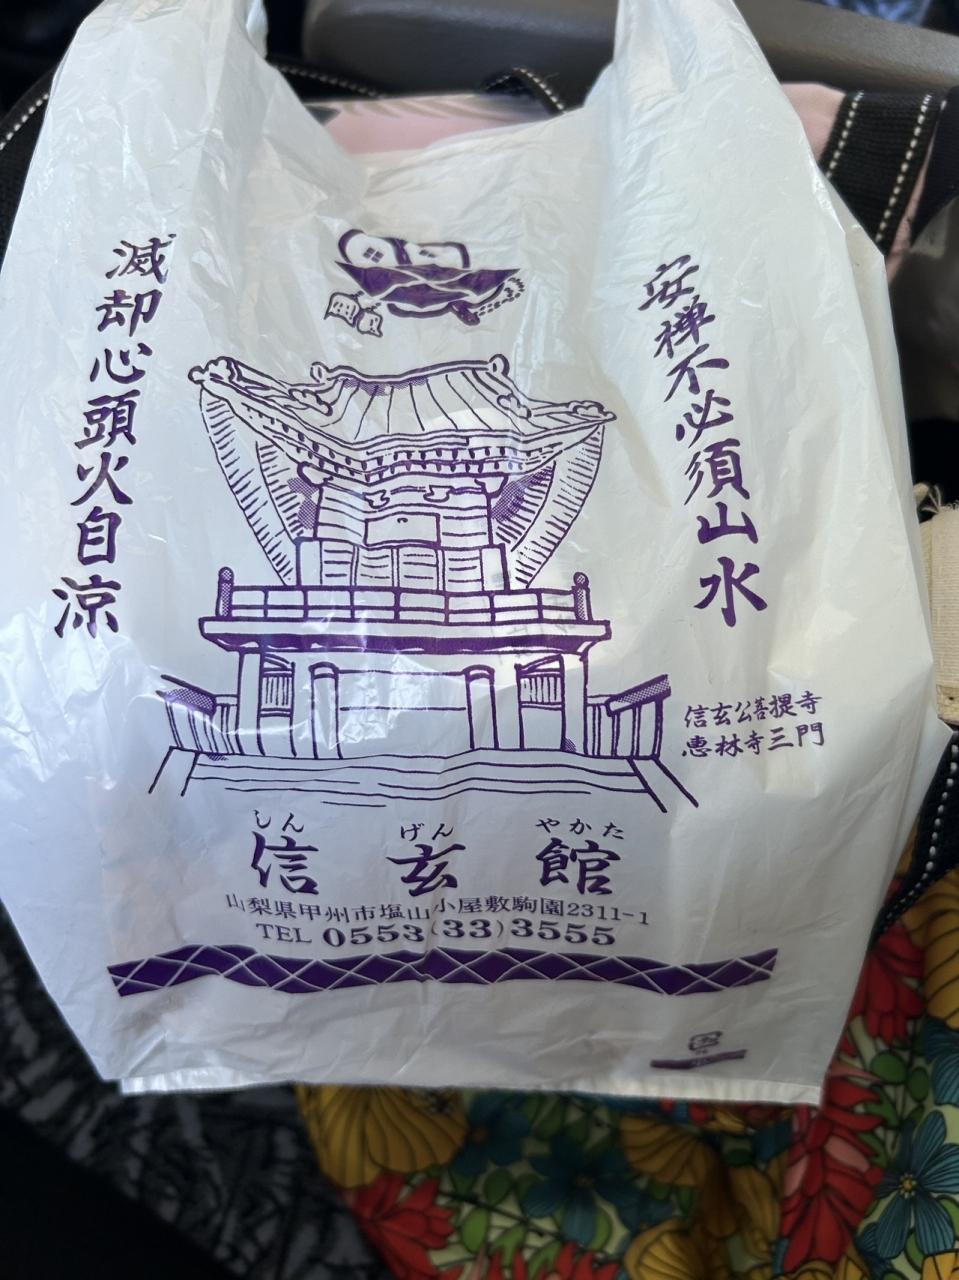 安禅不必須山水
滅却心頭火自涼
信玄公菩提寺
恵林寺三門
しん げん やかた
信玄館
山梨県甲州市塩山小屋敷駒園2311-1
TEL 0553(33)3555